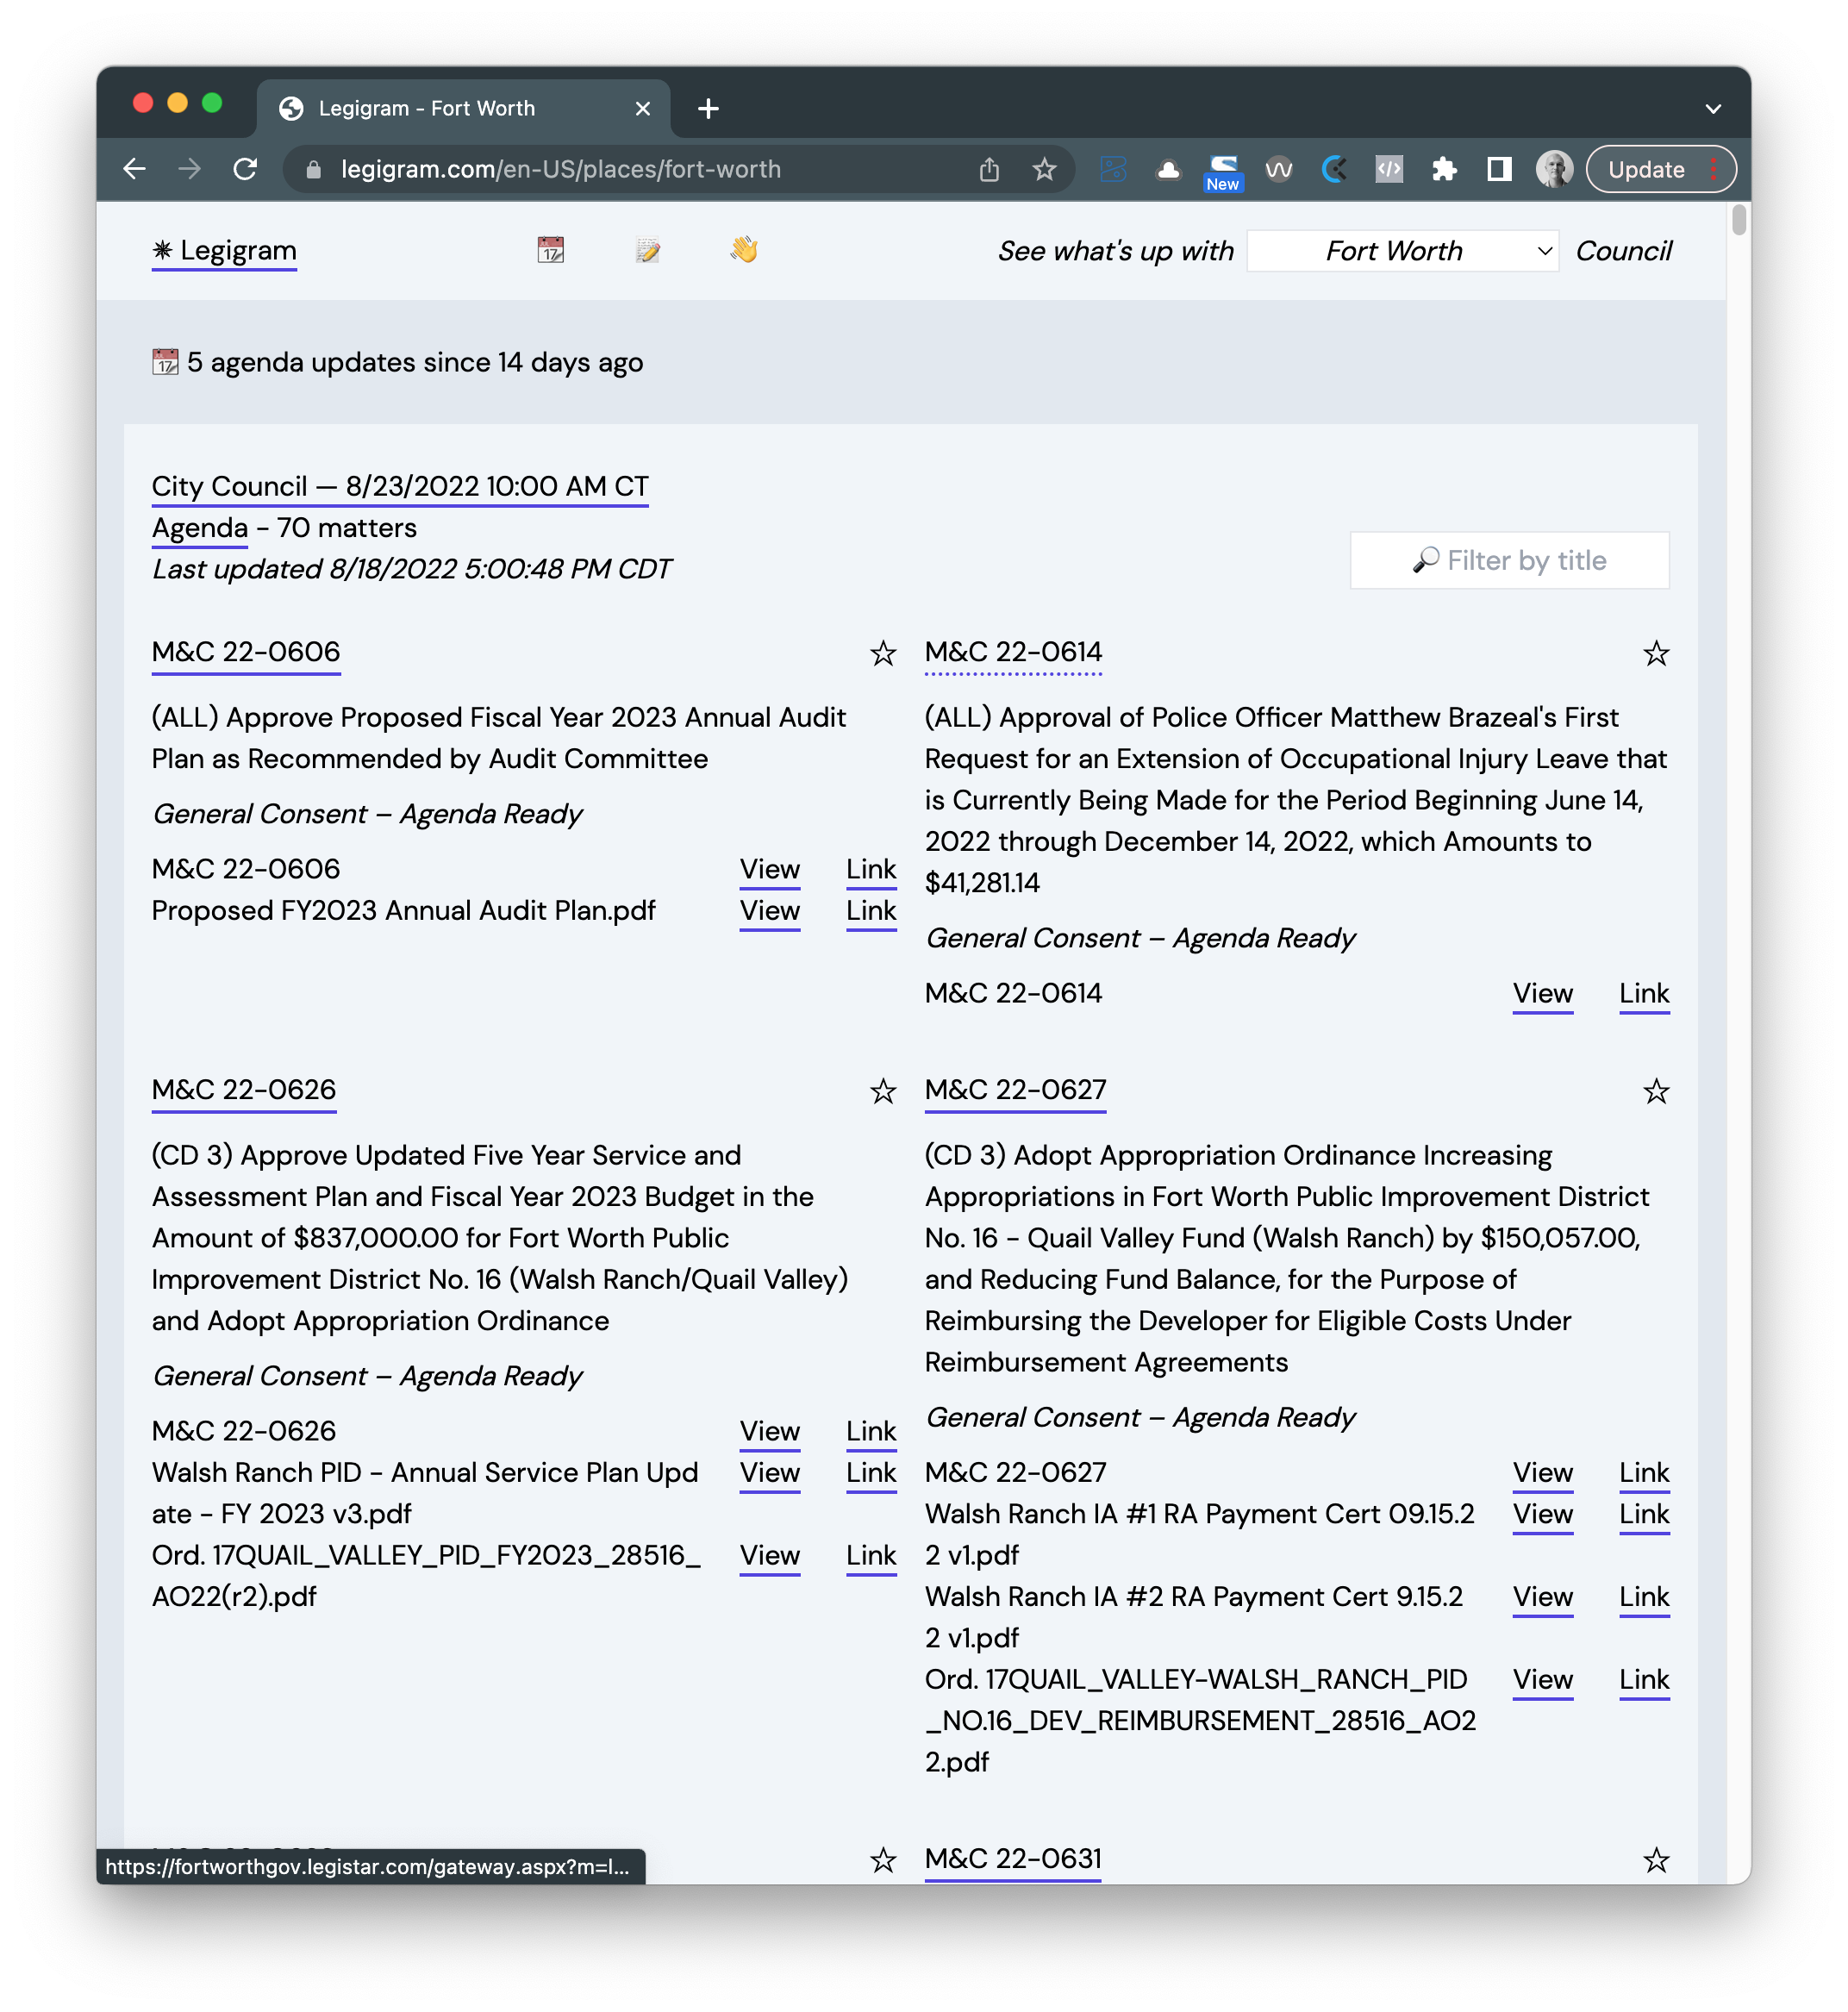 Legigram - Fort Worth
legigram.com/en-US/places/fort-worth
New
Update
✷ Legigram
17
See what's up with
Fort Worth
Council
17 5 agenda updates since 14 days ago
City Council — 8/23/2022 10:00 AM CT
Agenda - 70 matters
Last updated 8/18/2022 5:00:48 PM CDT
Filter by title
M&C 22-0606
(ALL) Approve Proposed Fiscal Year 2023 Annual Audit
Plan as Recommended by Audit Committee
General Consent – Agenda Ready
M&C 22-0606 View Link
Proposed FY2023 Annual Audit Plan.pdf View Link
M&C 22-0614
(ALL) Approval of Police Officer Matthew Brazeal's First
Request for an Extension of Occupational Injury Leave that
is Currently Being Made for the Period Beginning June 14,
2022 through December 14, 2022, which Amounts to
$41,281.14
General Consent – Agenda Ready
M&C 22-0614 View Link
M&C 22-0626
(CD 3) Approve Updated Five Year Service and
Assessment Plan and Fiscal Year 2023 Budget in the
Amount of $837,000.00 for Fort Worth Public
Improvement District No. 16 (Walsh Ranch/Quail Valley)
and Adopt Appropriation Ordinance
General Consent – Agenda Ready
M&C 22-0626 View Link
Walsh Ranch PID - Annual Service Plan Upd View Link
ate - FY 2023 v3.pdf
Ord. 17QUAIL_VALLEY_PID_FY2023_28516_ View Link
AO22(r2).pdf
M&C 22-0627
(CD 3) Adopt Appropriation Ordinance Increasing
Appropriations in Fort Worth Public Improvement District
No. 16 - Quail Valley Fund (Walsh Ranch) by $150,057.00,
and Reducing Fund Balance, for the Purpose of
Reimbursing the Developer for Eligible Costs Under
Reimbursement Agreements
General Consent – Agenda Ready
M&C 22-0627 View Link
Walsh Ranch IA #1 RA Payment Cert 09.15.2 View Link
2 v1.pdf
Walsh Ranch IA #2 RA Payment Cert 9.15.2 View Link
2 v1.pdf
Ord. 17QUAIL_VALLEY-WALSH_RANCH_PID View Link
_NO.16_DEV_REIMBURSEMENT_28516_AO2
2.pdf
M&C 22-0631
https://fortworthgov.legistar.com/gateway.aspx?m=l...